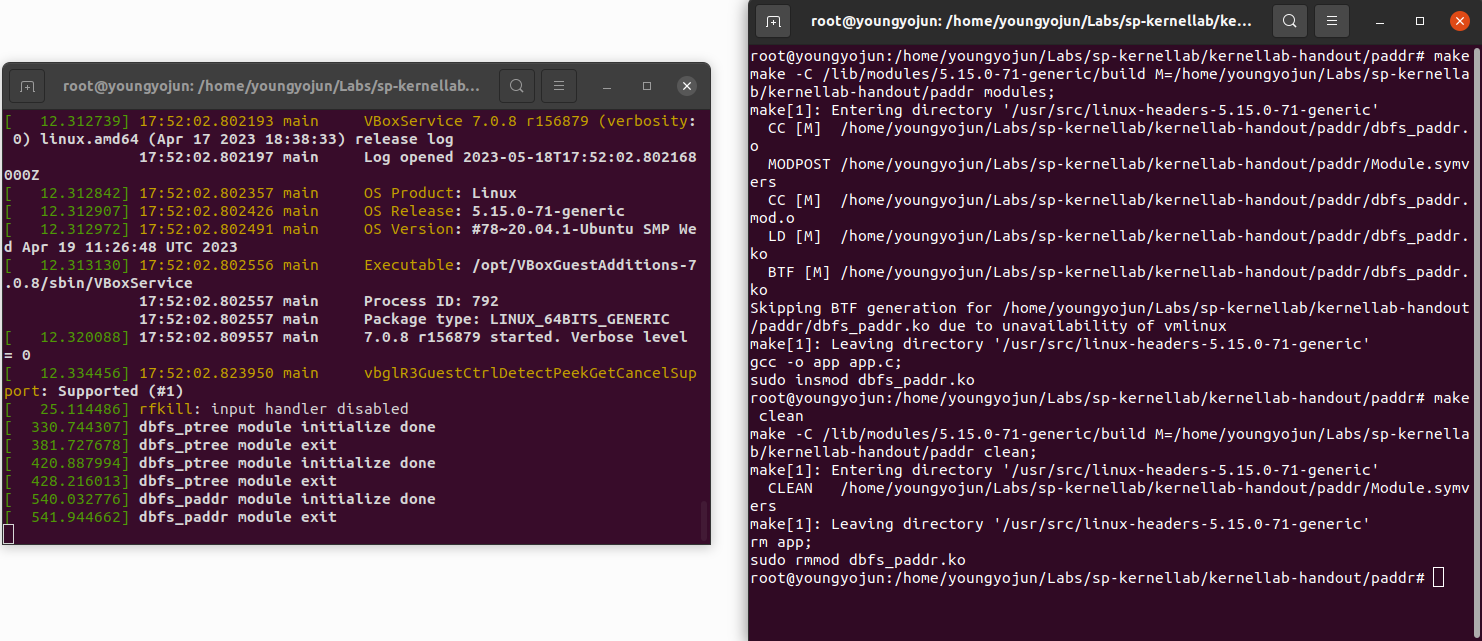 root@youngyojun: /home/youngyojun/Labs/sp-kernellab...
[   12.312739] 17:52:02.802193 main     VBoxService 7.0.8 r156879 (verbosity:
 0) linux.amd64 (Apr 17 2023 18:38:33) release log
               17:52:02.802197 main     Log opened 2023-05-18T17:52:02.802168
000Z
[   12.312842] 17:52:02.802357 main     OS Product: Linux
[   12.312907] 17:52:02.802426 main     OS Release: 5.15.0-71-generic
[   12.312972] 17:52:02.802491 main     OS Version: #78~20.04.1-Ubuntu SMP We
d Apr 19 11:26:48 UTC 2023
[   12.313130] 17:52:02.802556 main     Executable: /opt/VBoxGuestAdditions-7
.0.8/sbin/VBoxService
               17:52:02.802557 main     Process ID: 792
               17:52:02.802557 main     Package type: LINUX_64BITS_GENERIC
[   12.320088] 17:52:02.809557 main     7.0.8 r156879 started. Verbose level
= 0
[   12.334456] 17:52:02.823950 main     vbglR3GuestCtrlDetectPeekGetCancelSup
port: Supported (#1)
[   25.114486] rfkill: input handler disabled
[  330.744307] dbfs_ptree module initialize done
[  381.727678] dbfs_ptree module exit
[  420.887994] dbfs_ptree module initialize done
[  428.216013] dbfs_ptree module exit
[  540.032776] dbfs_paddr module initialize done
[  541.944662] dbfs_paddr module exit
root@youngyojun: /home/youngyojun/Labs/sp-kernellab/ke...
root@youngyojun:/home/youngyojun/Labs/sp-kernellab/kernellab-handout/paddr# make
make -C /lib/modules/5.15.0-71-generic/build M=/home/youngyojun/Labs/sp-kernella
b/kernellab-handout/paddr modules;
make[1]: Entering directory '/usr/src/linux-headers-5.15.0-71-generic'
  CC [M]  /home/youngyojun/Labs/sp-kernellab/kernellab-handout/paddr/dbfs_paddr.
o
  MODPOST /home/youngyojun/Labs/sp-kernellab/kernellab-handout/paddr/Module.symv
ers
  CC [M]  /home/youngyojun/Labs/sp-kernellab/kernellab-handout/paddr/dbfs_paddr.
mod.o
  LD [M]  /home/youngyojun/Labs/sp-kernellab/kernellab-handout/paddr/dbfs_paddr.
ko
  BTF [M] /home/youngyojun/Labs/sp-kernellab/kernellab-handout/paddr/dbfs_paddr.
ko
Skipping BTF generation for /home/youngyojun/Labs/sp-kernellab/kernellab-handout
/paddr/dbfs_paddr.ko due to unavailability of vmlinux
make[1]: Leaving directory '/usr/src/linux-headers-5.15.0-71-generic'
gcc -o app app.c;
sudo insmod dbfs_paddr.ko
root@youngyojun:/home/youngyojun/Labs/sp-kernellab/kernellab-handout/paddr# make
 clean
make -C /lib/modules/5.15.0-71-generic/build M=/home/youngyojun/Labs/sp-kernella
b/kernellab-handout/paddr clean;
make[1]: Entering directory '/usr/src/linux-headers-5.15.0-71-generic'
  CLEAN   /home/youngyojun/Labs/sp-kernellab/kernellab-handout/paddr/Module.symv
ers
make[1]: Leaving directory '/usr/src/linux-headers-5.15.0-71-generic'
rm app;
sudo rmmod dbfs_paddr.ko
root@youngyojun:/home/youngyojun/Labs/sp-kernellab/kernellab-handout/paddr#